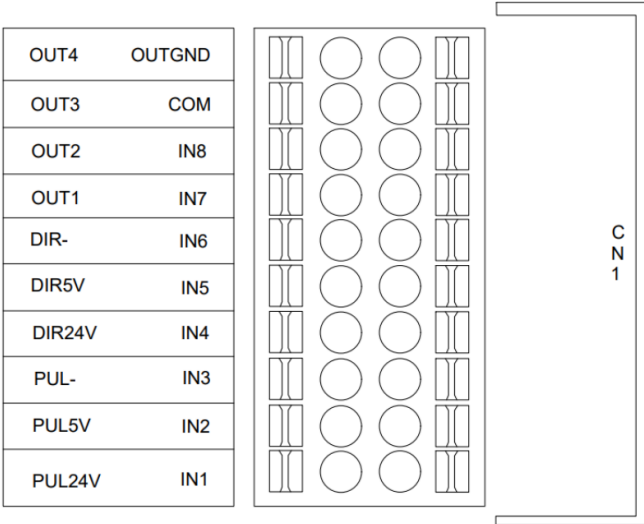 OUT4 OUTGND
OUT3 COM
OUT2 IN8
OUT1 IN7
DIR- IN6
DIR5V IN5
DIR24V IN4
PUL- IN3
PUL5V IN2
PUL24V IN1
C
N
1